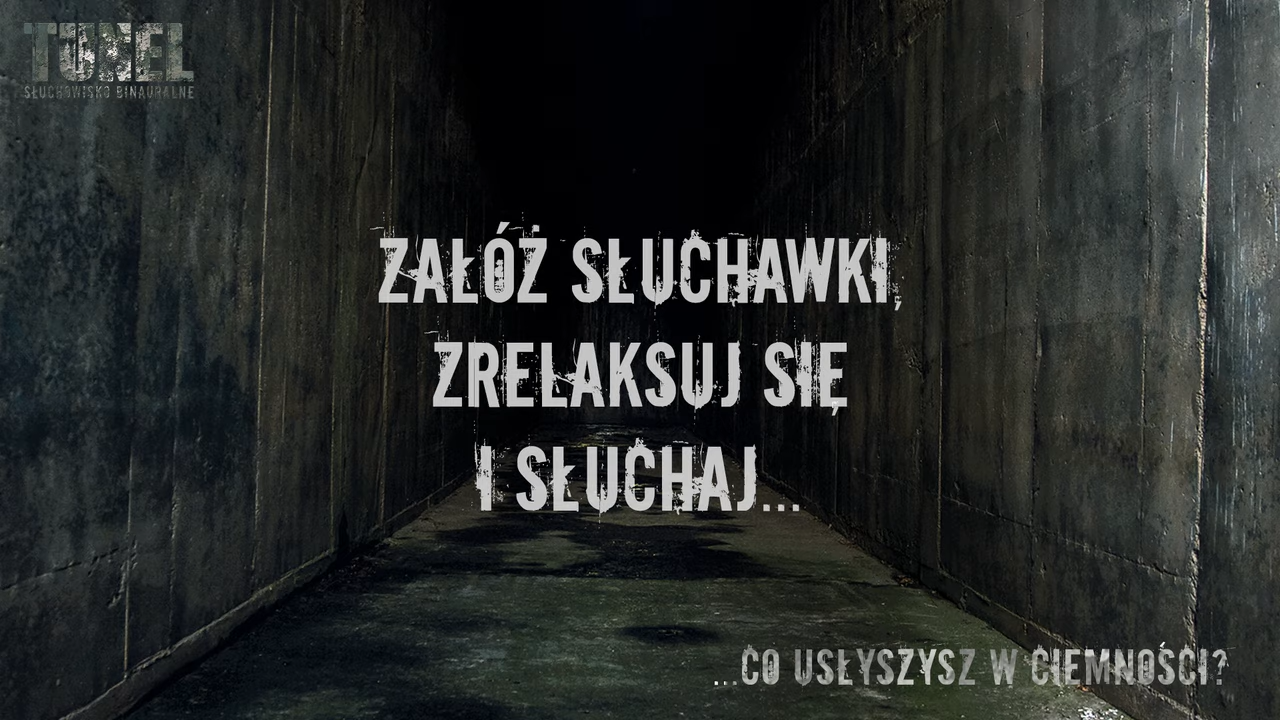 TUNEL
SŁUCHOWISKO BINAURALNE
ZAŁÓŻ SŁUCHAWKI,
ZRELAKSUJ SIĘ
I SŁUCHAJ...
...CO USŁYSZYSZ W CIEMNOŚCI?